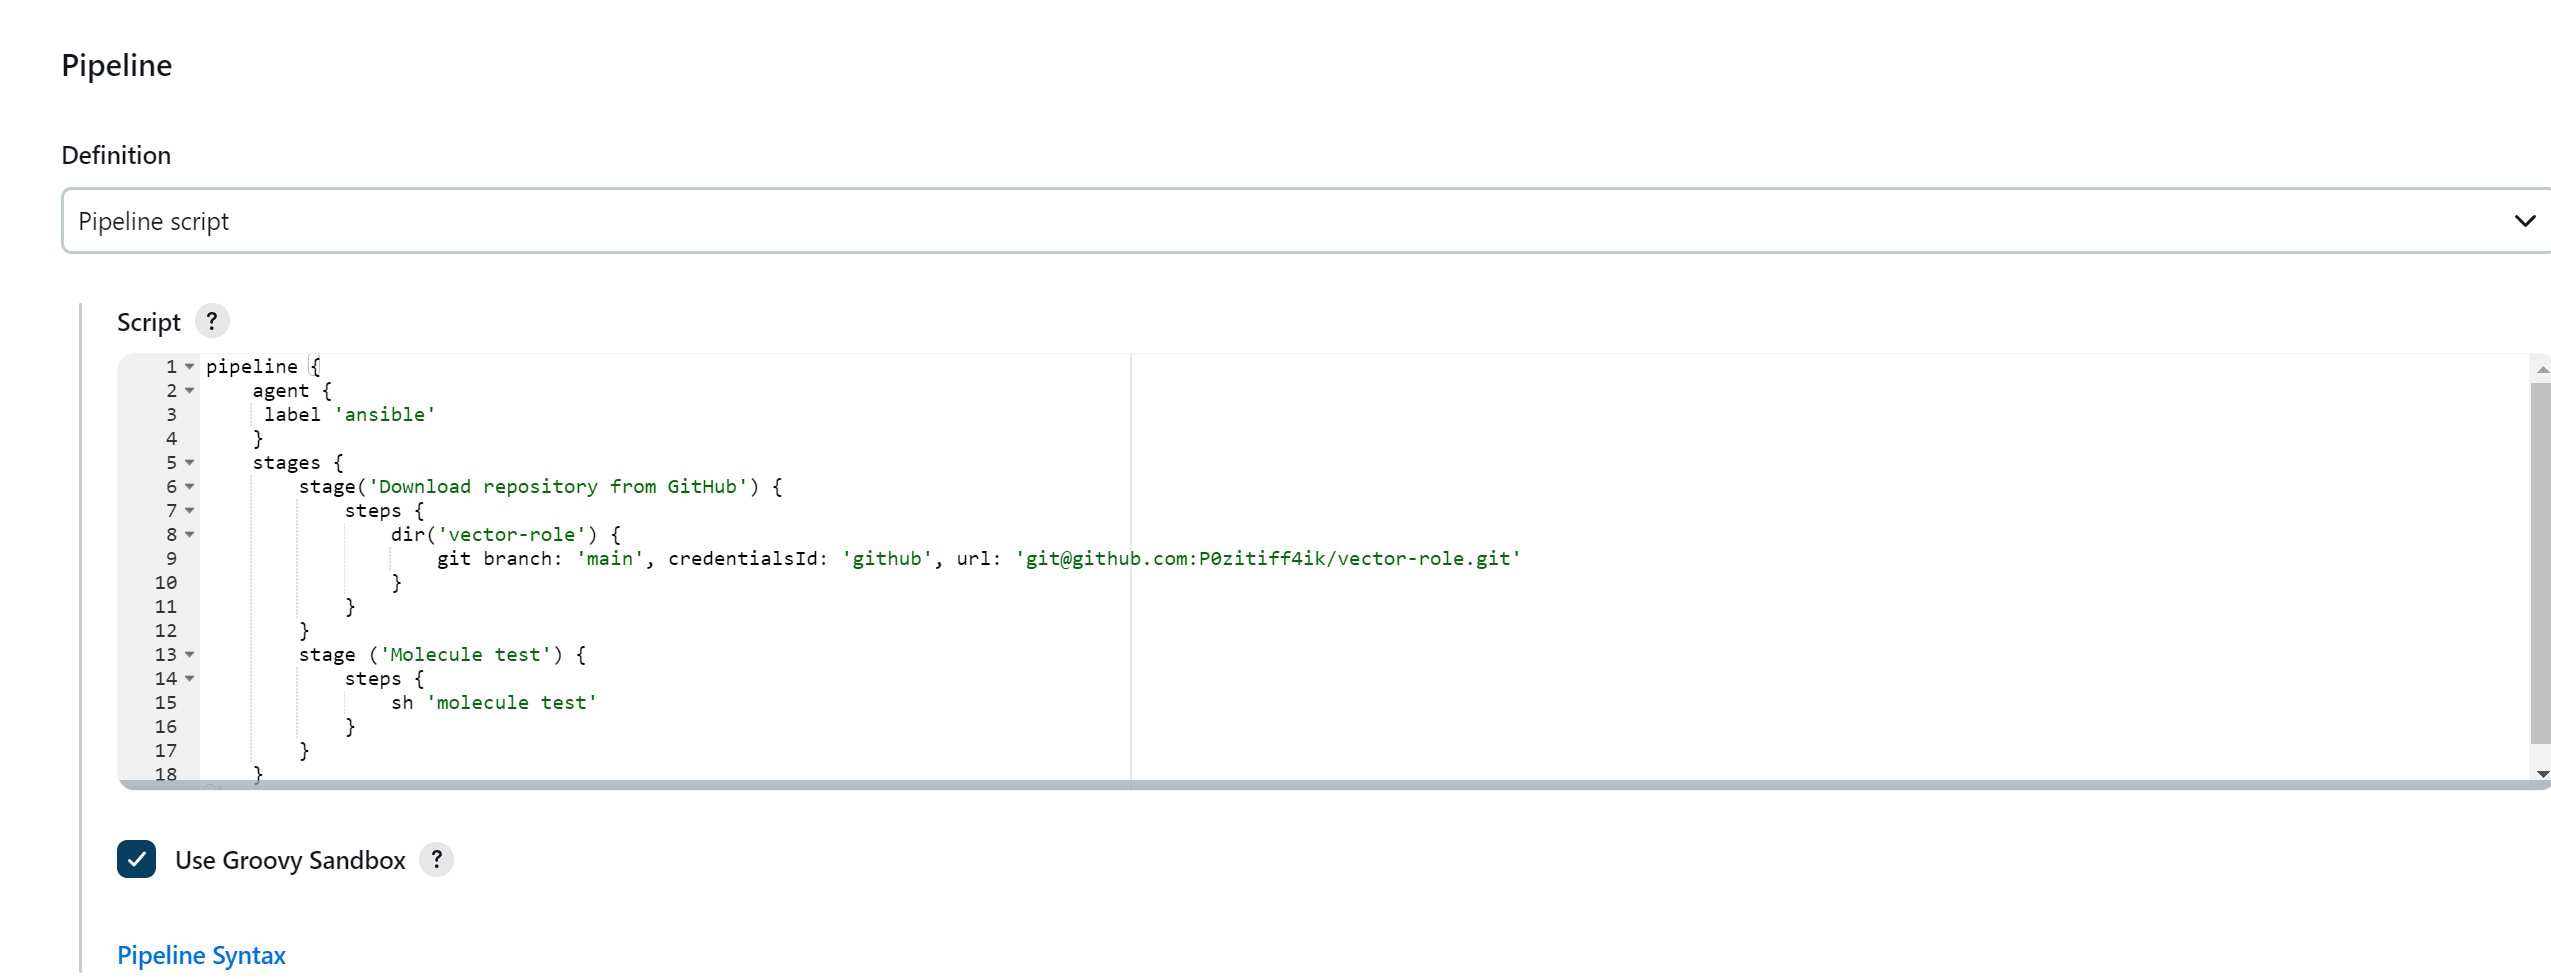 Pipeline
Definition
Pipeline script
Script ?
1 pipeline {
2     agent {
3      label 'ansible'
4     }
5     stages {
6         stage('Download repository from GitHub') {
7             steps {
8                 dir('vector-role') {
9                     git branch: 'main', credentialsId: 'github', url: 'git@github.com:P0zitiff4ik/vector-role.git'
10                 }
11             }
12         }
13         stage ('Molecule test') {
14             steps {
15                 sh 'molecule test'
16             }
17         }
18     }
Use Groovy Sandbox ?
Pipeline Syntax